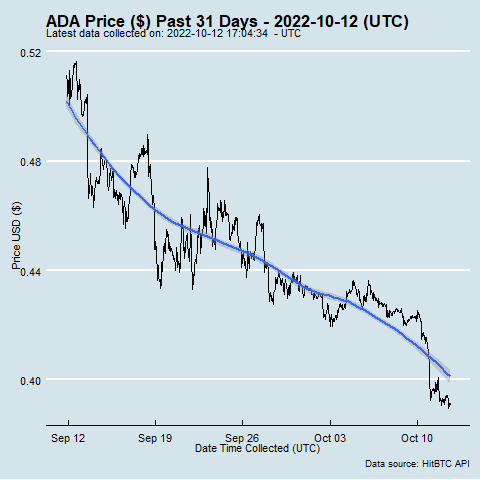 ADA Price ($) Past 31 Days - 2022-10-12 (UTC)
Latest data collected on: 2022-10-12 17:04:34 - UTC
0.52
0.48
0.44
0.40
Price USD ($)
Sep 12
Sep 19
Sep 26
Oct 03
Oct 10
Date Time Collected (UTC)
Data source: HitBTC API